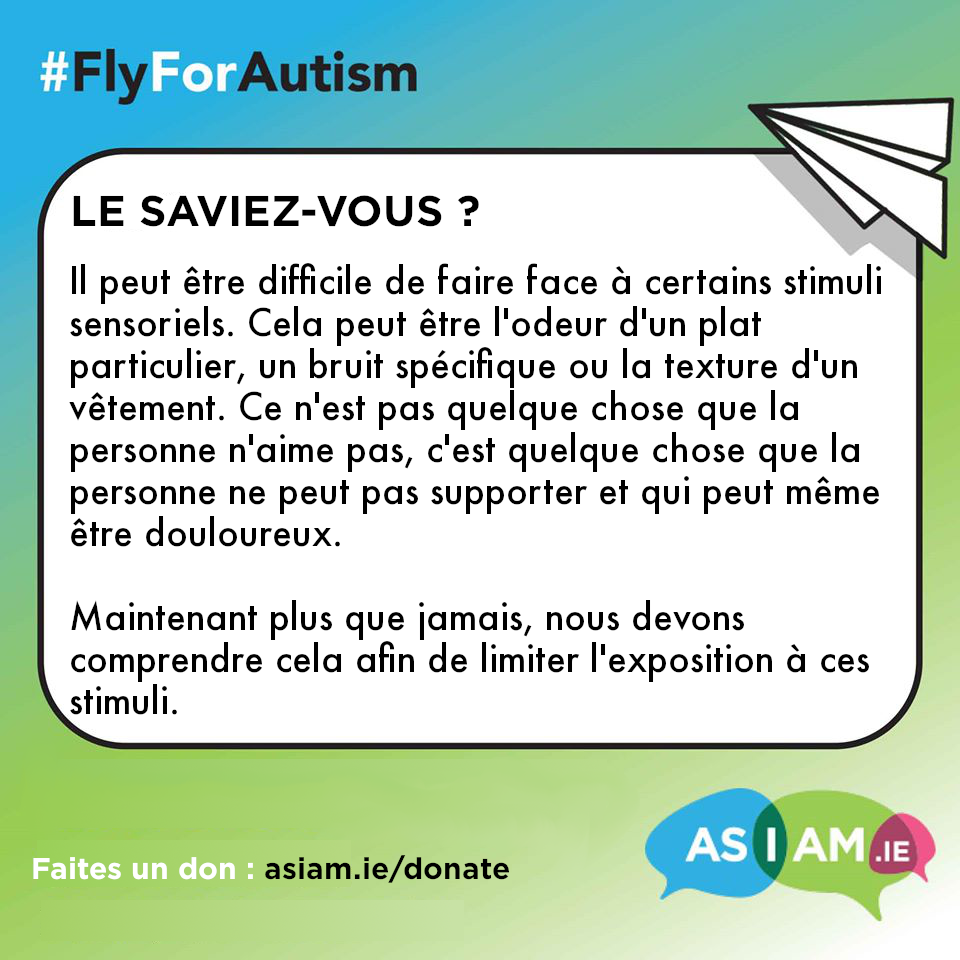 #FlyForAutism
LE SAVIEZ-VOUS ?
Il peut être difficile de faire face à certains stimuli
sensoriels. Cela peut être l'odeur d'un plat
particulier, un bruit spécifique ou la texture d'un
vêtement. Ce n'est pas quelque chose que la
personne n'aime pas, c'est quelque chose que la
personne ne peut pas supporter et qui peut même
être douloureux.
Maintenant plus que jamais, nous devons
comprendre cela afin de limiter l'exposition à ces
stimuli.
Faites un don : asiam.ie/donate
AS I AM.IE